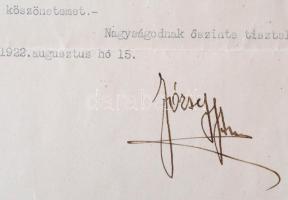 köszönetemet.-
Nagyságodnak őszinte tisztel
1922.augusztus hó 15.
József